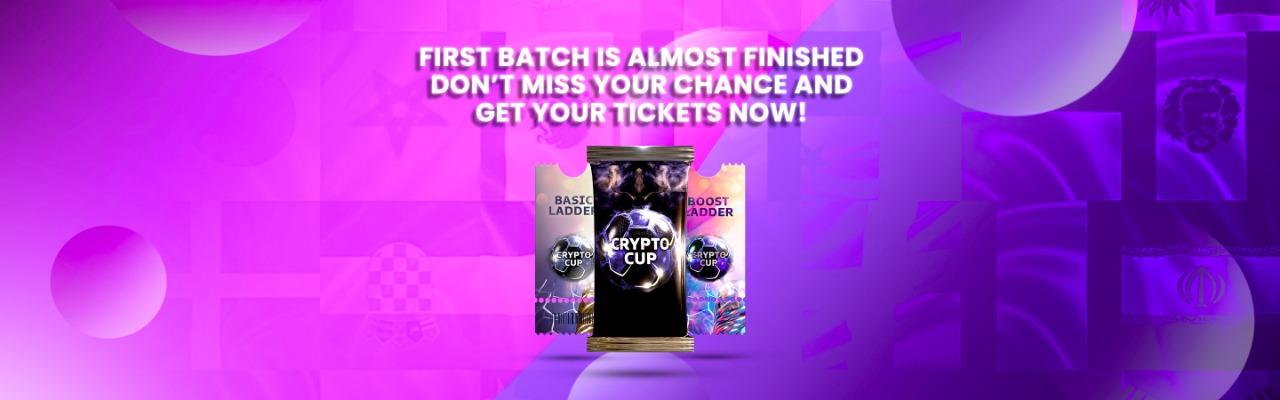 FIRST BATCH IS ALMOST FINISHED
DON'T MISS YOUR CHANCE AND
GET YOUR TICKETS NOW!
BASIC
LADDER
CRYPTO
CUP
CRYPTO
CUP
BOOST
LADDER
CRYPTO
CUP